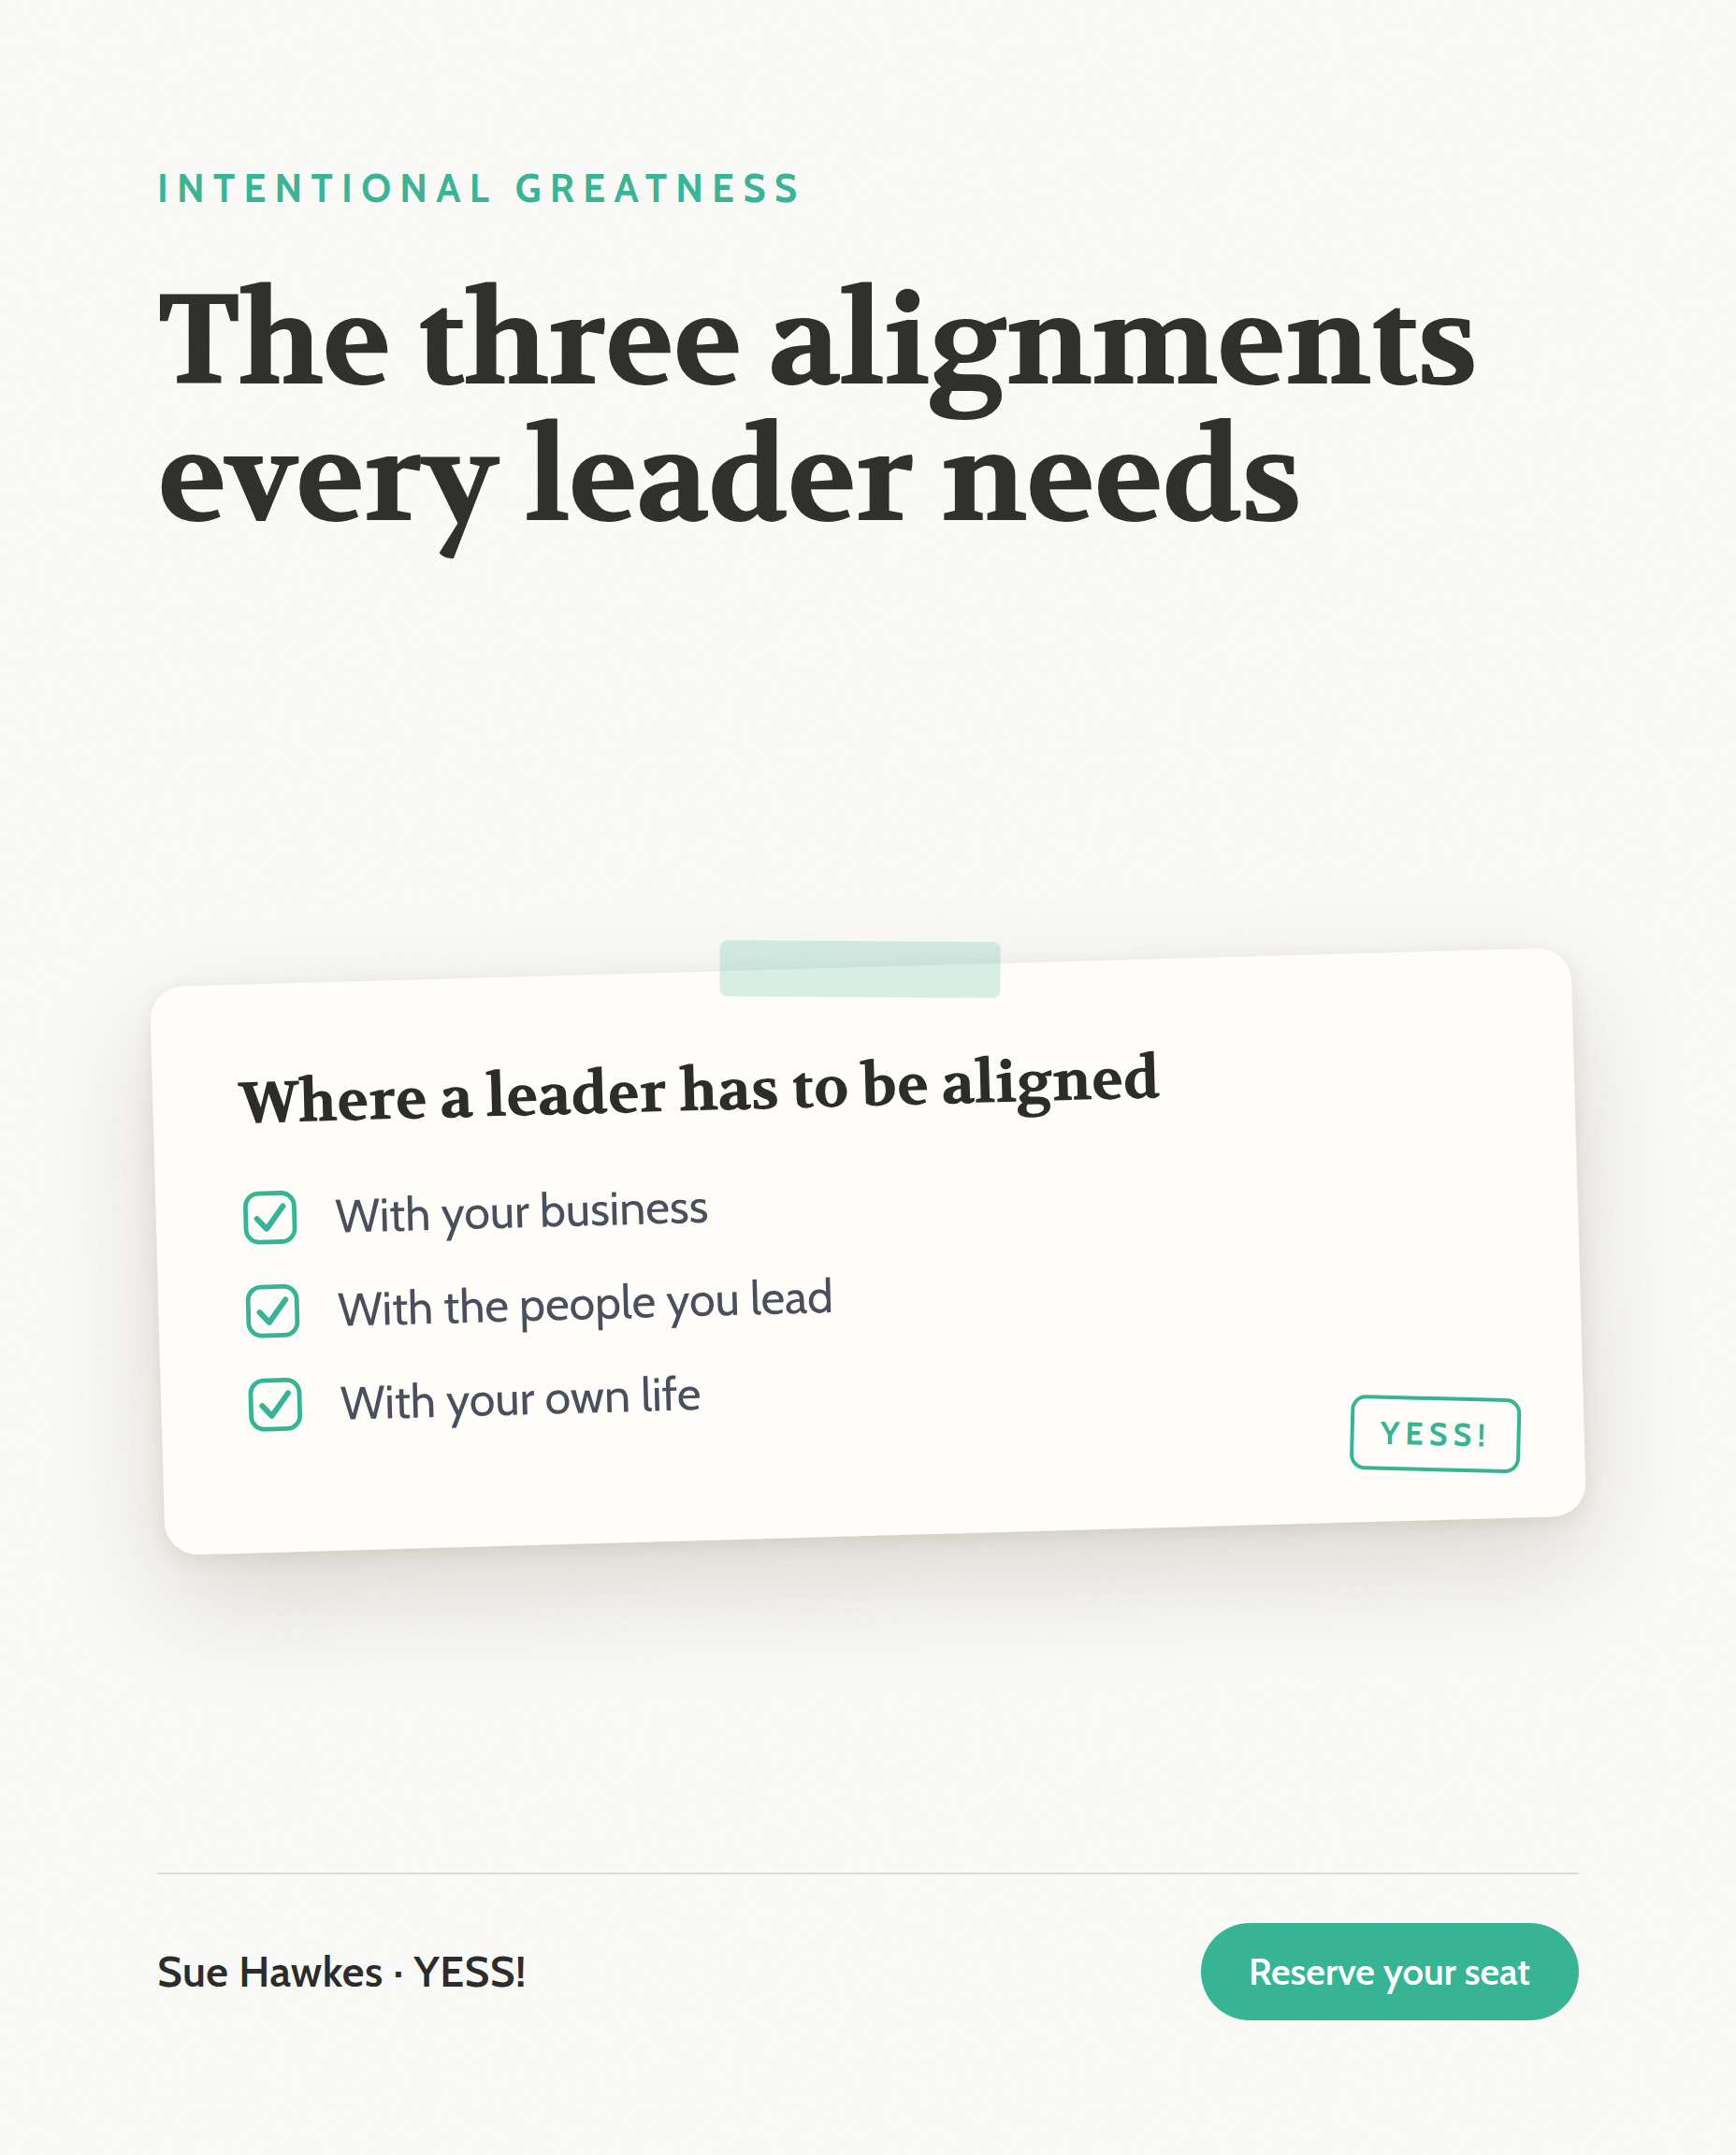 INTENTIONAL GREATNESS
The three alignments
every leader needs
Where a leader has to be aligned
With your business
With the people you lead
With your own life
YESS!
Sue Hawkes · YESS!
Reserve your seat